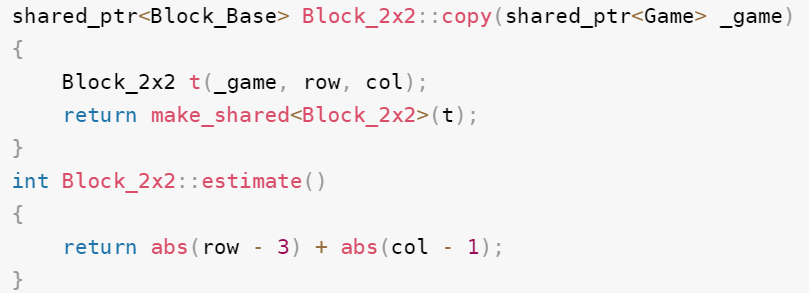 shared_ptr<Block_Base> Block_2x2::copy(shared_ptr<Game> _game)
{
    Block_2x2 t(_game, row, col);
    return make_shared<Block_2x2>(t);
}
int Block_2x2::estimate()
{
    return abs(row - 3) + abs(col - 1);
}